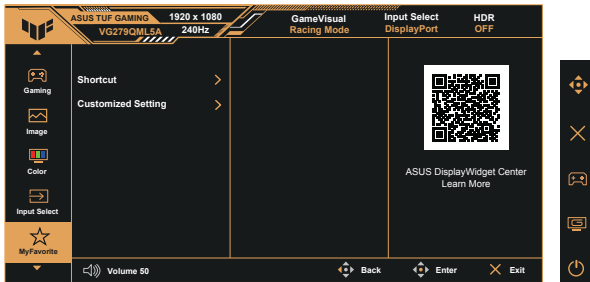 ASUS TUF GAMING 1920 x 1080
VG279QML5A 240Hz
GameVisual
Racing Mode
Input Select
DisplayPort
HDR
OFF
Gaming
Image
Color
Input Select
MyFavorite
Shortcut
Customized Setting
ASUS DisplayWidget Center
Learn More
Volume 50
Back
Enter
Exit